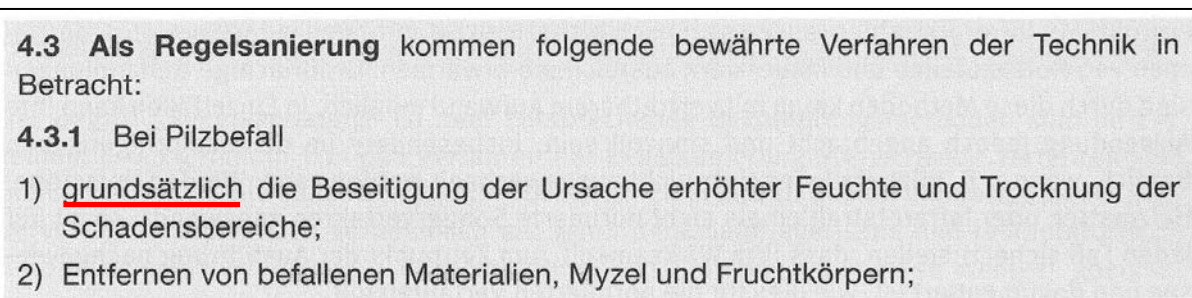 4.3 Als Regelsanierung kommen folgende bewährte Verfahren der Technik in
Betracht:
4.3.1 Bei Pilzbefall
1) grundsätzlich die Beseitigung der Ursache erhöhter Feuchte und Trocknung der
Schadensbereiche;
2) Entfernen von befallenen Materialien, Myzel und Fruchtkörpern;